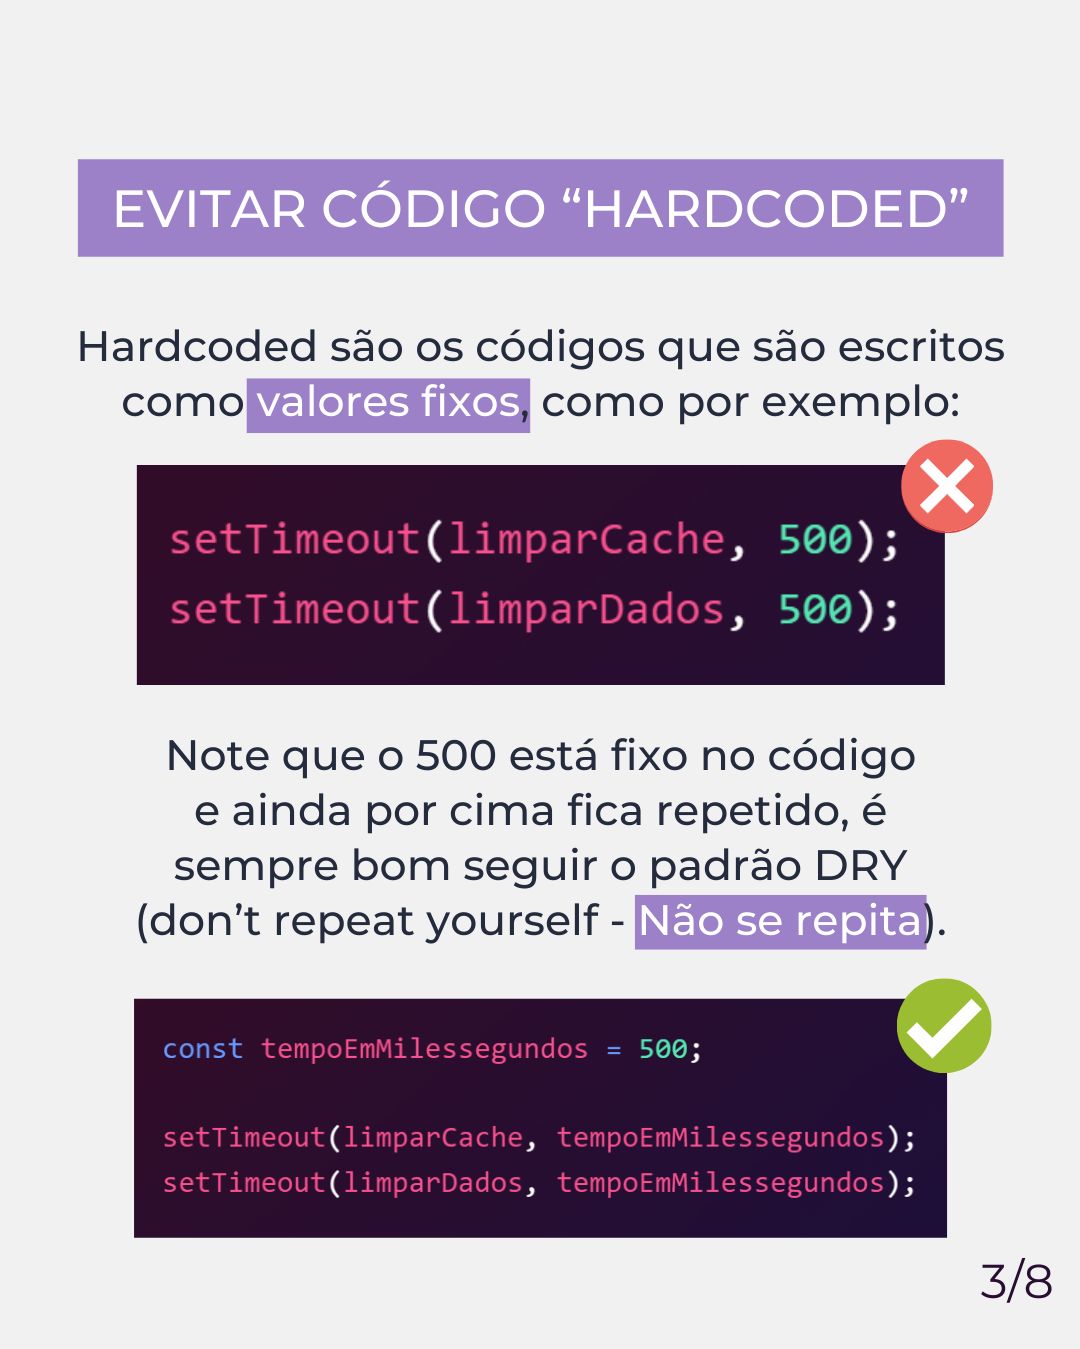 EVITAR CÓDIGO “HARDCODED”
Hardcoded são os códigos que são escritos
como valores fixos, como por exemplo:
setTimeout(limparCache, 500);
setTimeout(limparDados, 500);
Note que o 500 está fixo no código
e ainda por cima fica repetido, é
sempre bom seguir o padrão DRY
(don’t repeat yourself - Não se repita).
const tempoEmMilessegundos = 500;
setTimeout(limparCache, tempoEmMilessegundos);
setTimeout(limparDados, tempoEmMilessegundos);
3/8